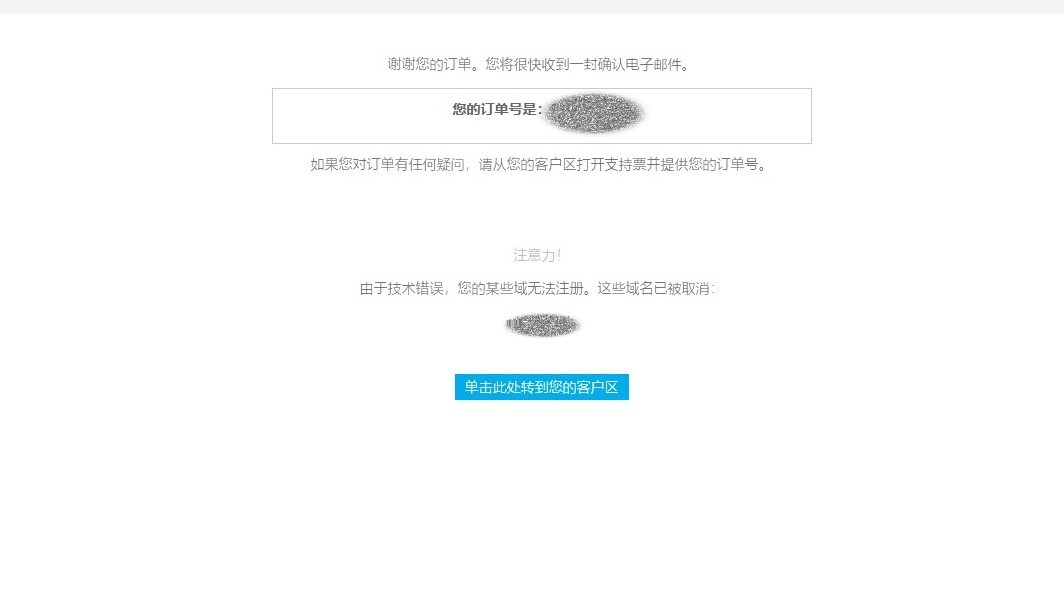 谢谢您的订单。您将很快收到一封确认电子邮件。
您的订单号是：
如果您对订单有任何疑问，请从您的客户区打开支持票并提供您的订单号。
注意力！
由于技术错误，您的某些域无法注册。这些域名已被取消：
单击此处转到您的客户区